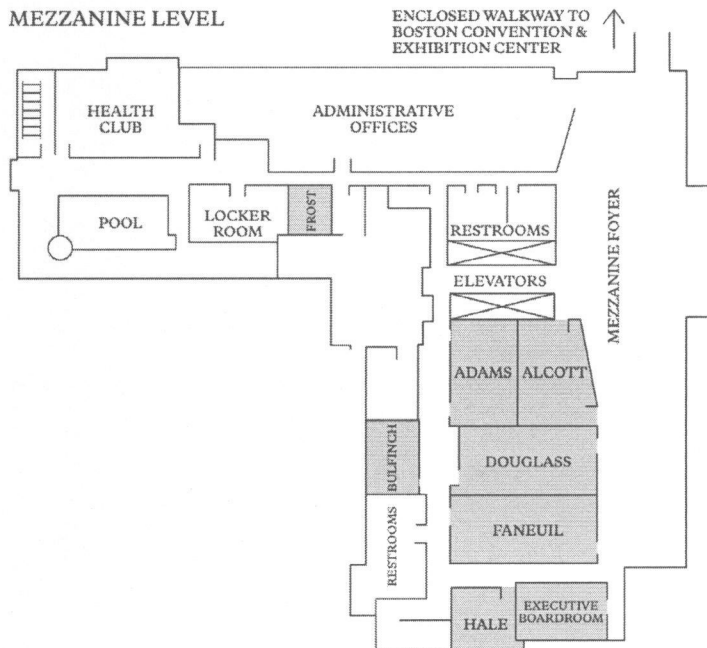 MEZZANINE LEVEL
ENCLOSED WALKWAY TO
BOSTON CONVENTION &
EXHIBITION CENTER
HEALTH
CLUB
ADMINISTRATIVE
OFFICES
POOL
LOCKER
ROOM
FROST
RESTROOMS
ELEVATORS
MEZZANINE FOYER
ADAMS
ALCOTT
BULFINCH
DOUGLASS
FANEUIL
RESTROOMS
HALE
EXECUTIVE
BOARDROOM